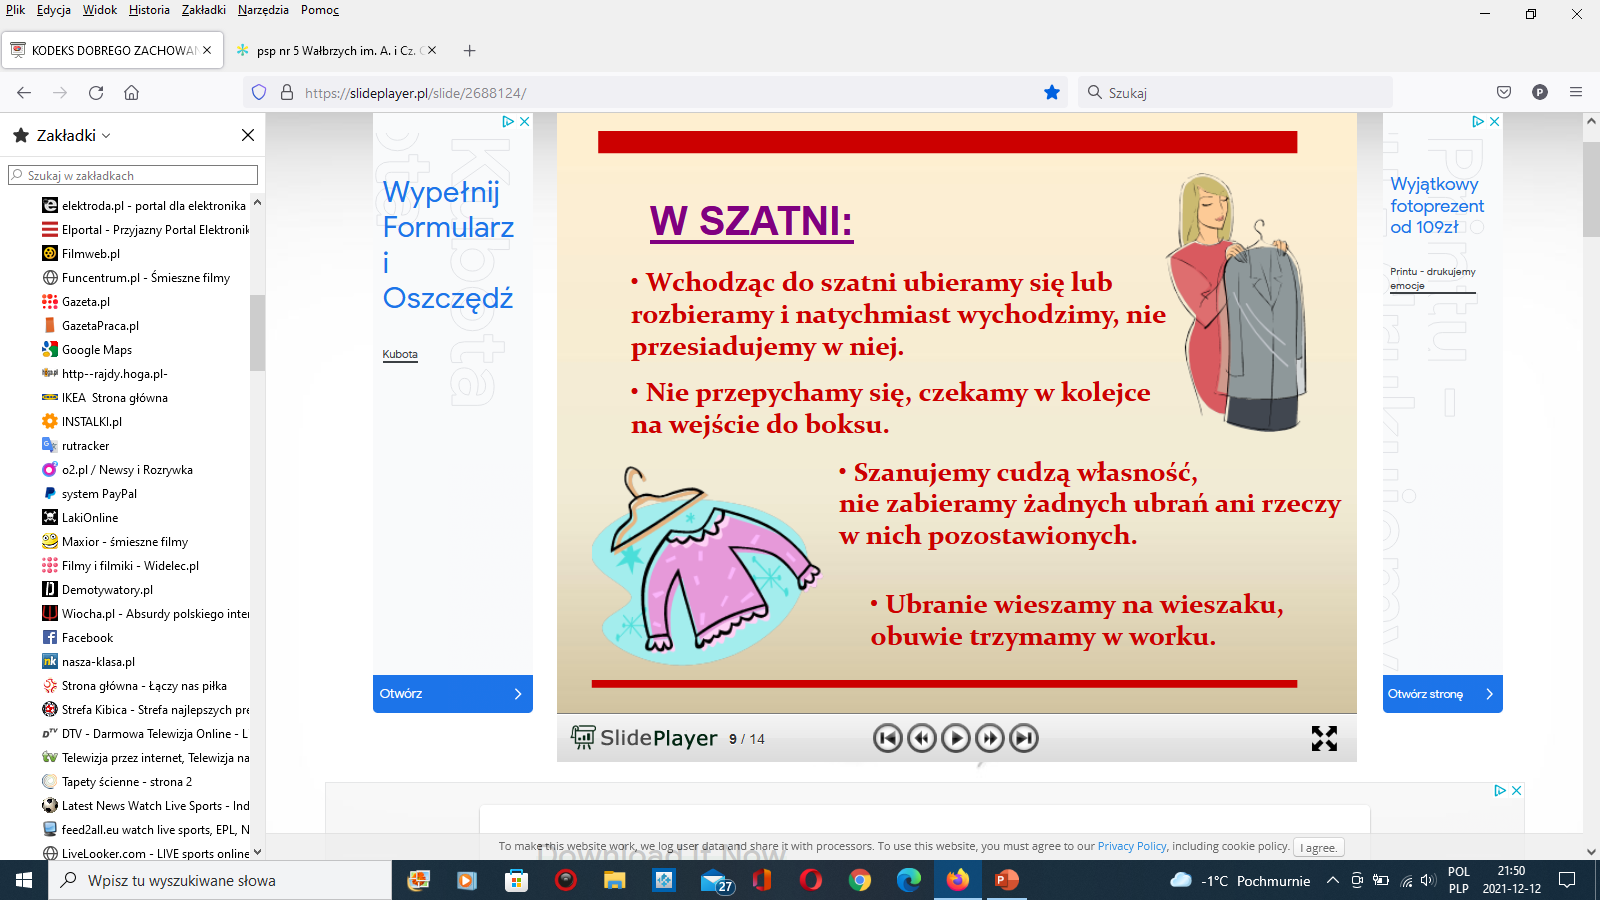 Plik Edycja Widok Historia Zakładki Narzędzia Pomoc
KODEKS DOBREGO ZACHOWAN
psp nr 5 Wałbrzych im. A. i Cz.
https://slideplayer.pl/slide/2688124/
Szukaj
P
Zakładki
Szukaj w zakładkach
elektroda.pl - portal dla elektronika
Elportal - Przyjazny Portal Elektronik
Filmweb.pl
Funcentrum.pl - Śmieszne filmy
Gazeta.pl
GazetaPraca.pl
Google Maps
http--rajdy.hoga.pl-
IKEA Strona główna
INSTALKI.pl
rutracker
o2.pl / Newsy i Rozrywka
system PayPal
LakiOnline
Maxior - śmieszne filmy
Filmy i filmiki - Widelec.pl
Demotywatory.pl
Wiocha.pl - Absurdy polskiego inter
Facebook
nasza-klasa.pl
Strona główna - Łączy nas piłka
Strefa Kibica - Strefa najlepszych pre
DTV - Darmowa Telewizja Online - L
Telewizja przez internet, Telewizja na
Tapety ścienne - strona 2
Latest News Watch Live Sports - Ind
feed2all.eu watch live sports, EPL, N
LiveLooker.com - LIVE sports online
Wypełnij
Formularz
i
Oszczędź
Kubota
Kubota
Otwórz
W SZATNI:
• Wchodząc do szatni ubieramy się lub
rozbieramy i natychmiast wychodzimy, nie
przesiadujemy w niej.
• Nie przepychamy się, czekamy w kolejce
na wejście do boksu.
• Szanujemy cudzą własność,
nie zabieramy żadnych ubrań ani rzeczy
w nich pozostawionych.
• Ubranie wieszamy na wieszaku,
obuwie trzymamy w worku.
SlidePlayer 9 / 14
Wyjątkowy
fotoprezent
od 109zł
Printu - drukujemy
emocje
Printu -
Otwórz stronę
Download It Now
To make this website work, we log user data and share it with processors. To use this website, you must agree to our Privacy Policy, including cookie policy. I agree.
Wpisz tu wyszukiwane słowa
27
-1°C Pochmurnie
POL
PLP
21:50
2021-12-12